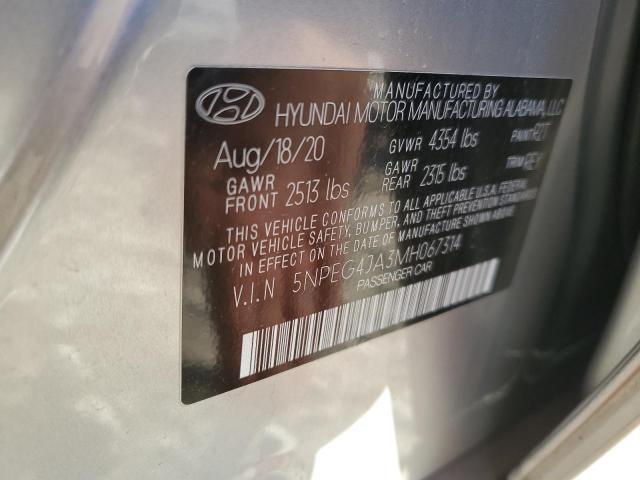 MANUFACTURED BY
HYUNDAI MOTOR MANUFACTURING ALABAMA, LLC
Aug/18/20 GVWR 4354 lbs PAINT
GAWR FRONT 2513 lbs GAWR REAR 2315 lbs TRIM
THIS VEHICLE CONFORMS TO ALL APPLICABLE U.S.A. FEDERAL
MOTOR VEHICLE SAFETY, BUMPER, AND THEFT PREVENTION STANDARDS
IN EFFECT ON THE DATE OF MANUFACTURE SHOWN ABOVE.
V.I.N 5NPEG4JA3MH067314
PASSENGER CAR